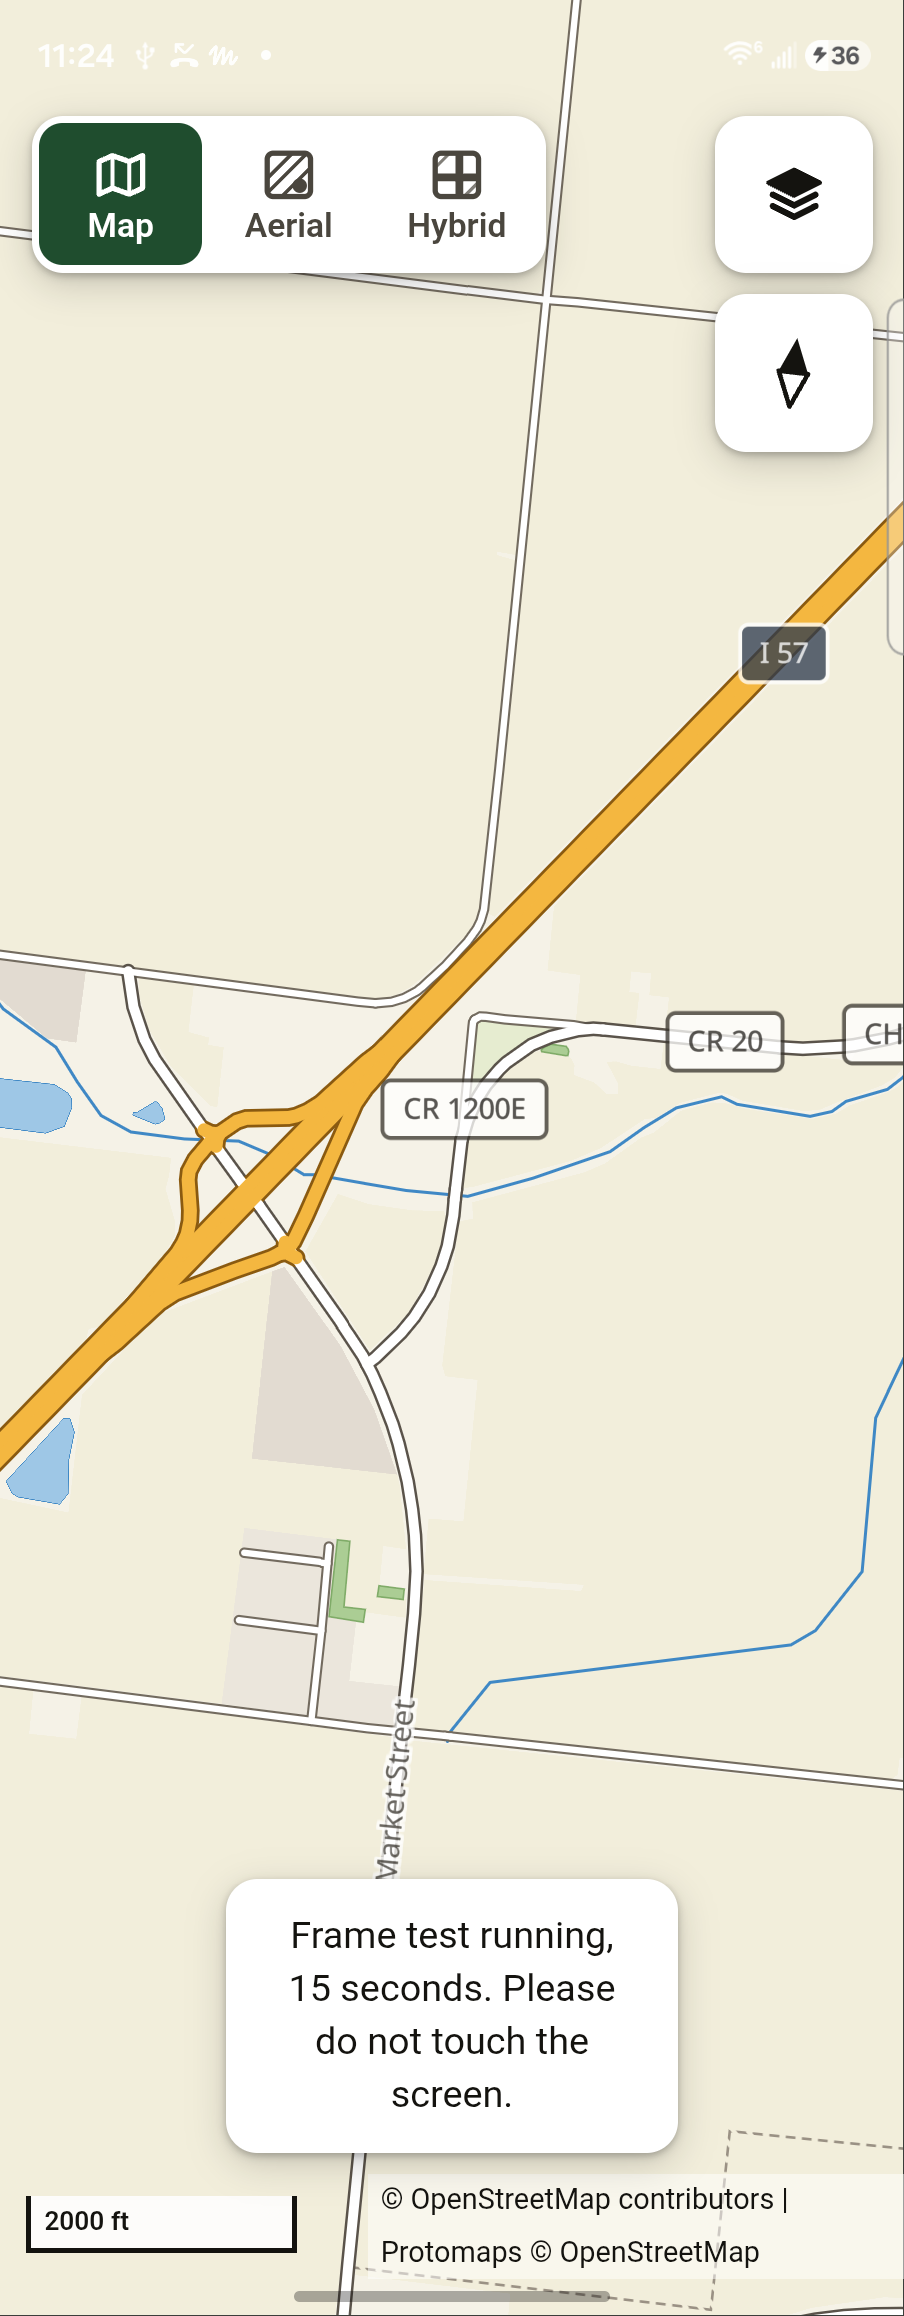 11:24
6
36
Map
Aerial
Hybrid
I 57
CR 20
CH
CR 1200E
Market Street
Frame test running,
15 seconds. Please
do not touch the
screen.
2000 ft
© OpenStreetMap contributors |
Protomaps © OpenStreetMap